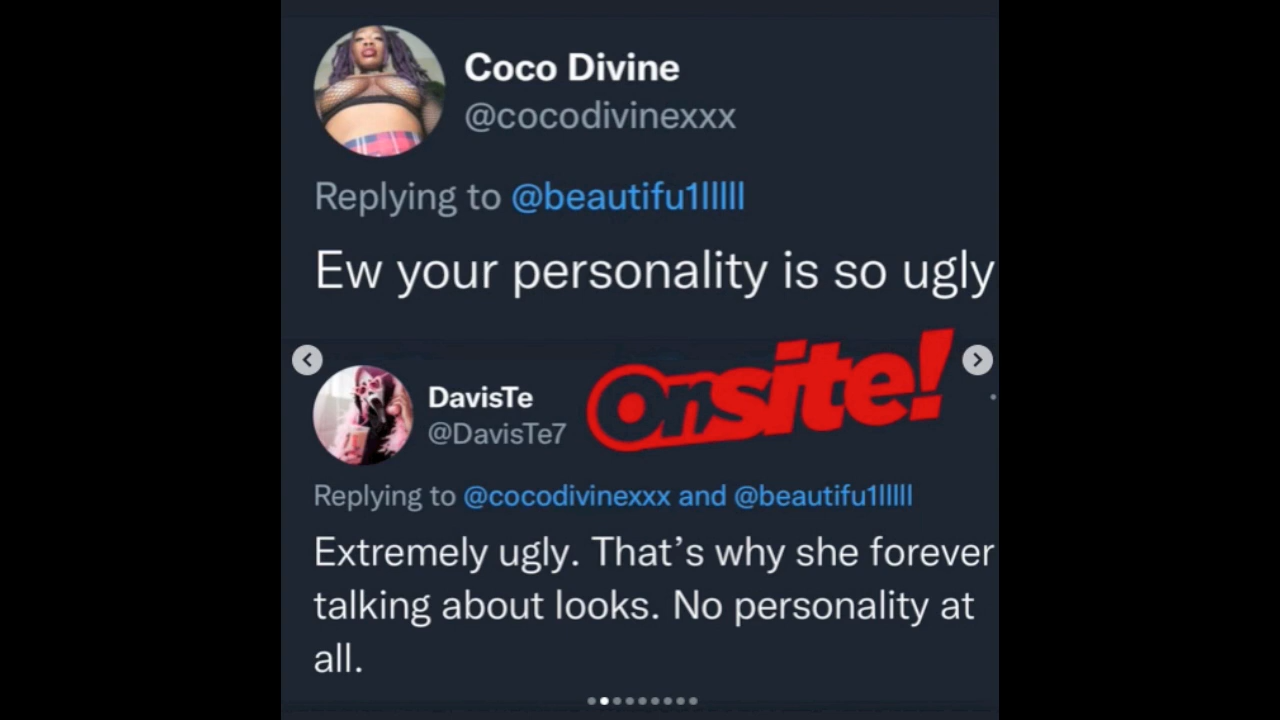 Coco Divine
@cocodivinexxx
Replying to @beautifu1lllll
Ew your personality is so ugly
Onsite!
DavisTe
@DavisTe7
Replying to @cocodivinexxx and @beautifu1lllll
Extremely ugly. That’s why she forever
talking about looks. No personality at
all.